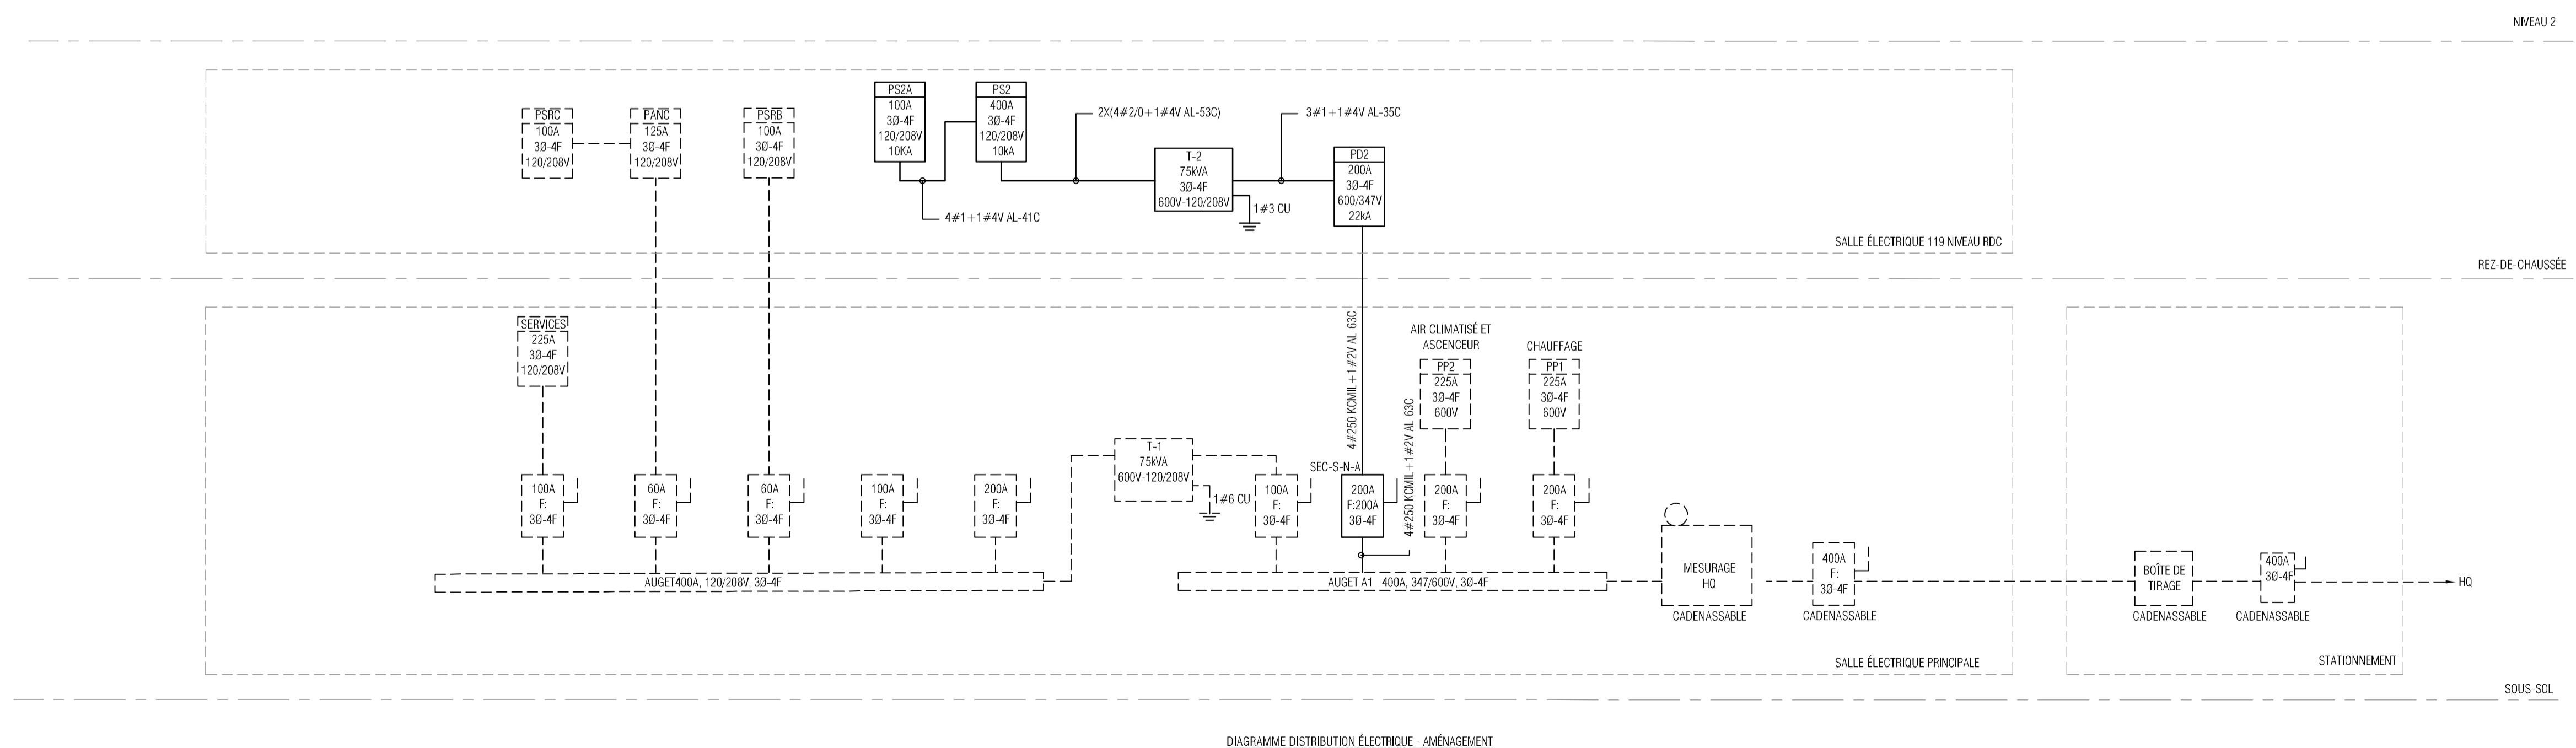 NIVEAU 2
PSRC
100A
3Ø-4F
120/208V
PANC
125A
3Ø-4F
120/208V
PSRB
100A
3Ø-4F
120/208V
PS2A
100A
3Ø-4F
120/208V
10KA
PS2
400A
3Ø-4F
120/208V
10kA
4#1+1#4V AL-41C
2X(4#2/0+1#4V AL-53C)
T-2
75kVA
3Ø-4F
600V-120/208V
1#3 CU
3#1+1#4V AL-35C
PD2
200A
3Ø-4F
600/347V
22kA
SALLE ÉLECTRIQUE 119 NIVEAU RDC
REZ-DE-CHAUSSÉE
SERVICES
225A
3Ø-4F
120/208V
4#250 KCMIL+1#2V AL-63C
AIR CLIMATISÉ ET
ASCENCEUR
PP2
225A
3Ø-4F
600V
CHAUFFAGE
PP1
225A
3Ø-4F
600V
100A
F:
3Ø-4F
60A
F:
3Ø-4F
60A
F:
3Ø-4F
100A
F:
3Ø-4F
200A
F:
3Ø-4F
T-1
75kVA
600V-120/208V
1#6 CU
100A
F:
3Ø-4F
SEC-S-N-A
200A
F:200A
3Ø-4F
4#250 KCMIL+1#2V AL-63C
200A
F:
3Ø-4F
200A
F:
3Ø-4F
AUGET400A, 120/208V, 3Ø-4F
AUGET A1 400A, 347/600V, 3Ø-4F
MESURAGE
HQ
CADENASSABLE
400A
F:
3Ø-4F
CADENASSABLE
BOÎTE DE
TIRAGE
CADENASSABLE
400A
3Ø-4F
CADENASSABLE
HQ
SALLE ÉLECTRIQUE PRINCIPALE
STATIONNEMENT
SOUS-SOL
DIAGRAMME DISTRIBUTION ÉLECTRIQUE - AMÉNAGEMENT